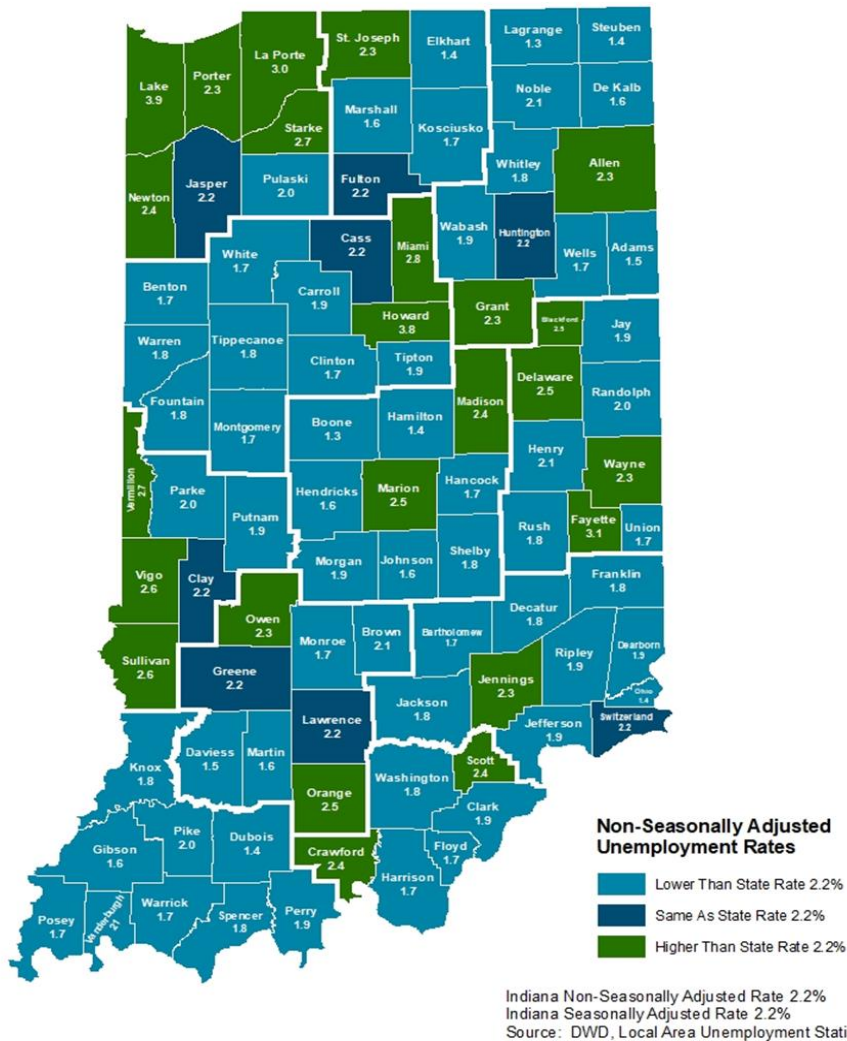 St. Joseph
2.3
Elkhart
1.4
Lagrange
1.3
Steuben
1.4
La Porte
3.0
Porter
2.3
Lake
3.9
Noble
2.1
De Kalb
1.6
Marshall
1.6
Starke
2.7
Kosciusko
1.7
Whitley
1.8
Allen
2.3
Newton
2.4
Jasper
2.2
Pulaski
2.0
Fulton
2.2
Wabash
1.9
Huntington
2.2
Wells
1.7
Adams
1.5
White
1.7
Cass
2.2
Miami
2.8
Benton
1.7
Carroll
1.9
Howard
3.8
Grant
2.3
Blackford
2.5
Jay
1.9
Warren
1.8
Tippecanoe
1.8
Clinton
1.7
Tipton
1.9
Madison
2.4
Delaware
2.5
Randolph
2.0
Fountain
1.8
Montgomery
1.7
Boone
1.3
Hamilton
1.4
Henry
2.1
Wayne
2.3
Vermillion
2.7
Parke
2.0
Putnam
1.9
Hendricks
1.6
Marion
2.5
Hancock
1.7
Rush
1.8
Fayette
3.1
Union
1.7
Vigo
2.6
Clay
2.2
Morgan
1.9
Johnson
1.6
Shelby
1.8
Franklin
1.8
Owen
2.3
Decatur
1.8
Sullivan
2.6
Greene
2.2
Monroe
1.7
Brown
2.1
Bartholomew
1.7
Ripley
1.9
Dearborn
1.9
Jennings
2.3
Ohio
1.4
Lawrence
2.2
Jackson
1.8
Jefferson
1.9
Switzerland
2.2
Knox
1.8
Daviess
1.5
Martin
1.6
Washington
1.8
Scott
2.4
Orange
2.5
Clark
1.9
Gibson
1.6
Pike
2.0
Dubois
1.4
Crawford
2.4
Floyd
1.7
Harrison
1.7
Posey
1.7
Vanderburgh
21
Warrick
1.7
Spencer
1.8
Perry
1.9
Non-Seasonally Adjusted
Unemployment Rates
Lower Than State Rate 2.2%
Same As State Rate 2.2%
Higher Than State Rate 2.2%
Indiana Non-Seasonally Adjusted Rate 2.2%
Indiana Seasonally Adjusted Rate 2.2%
Source: DWD, Local Area Unemployment Stati